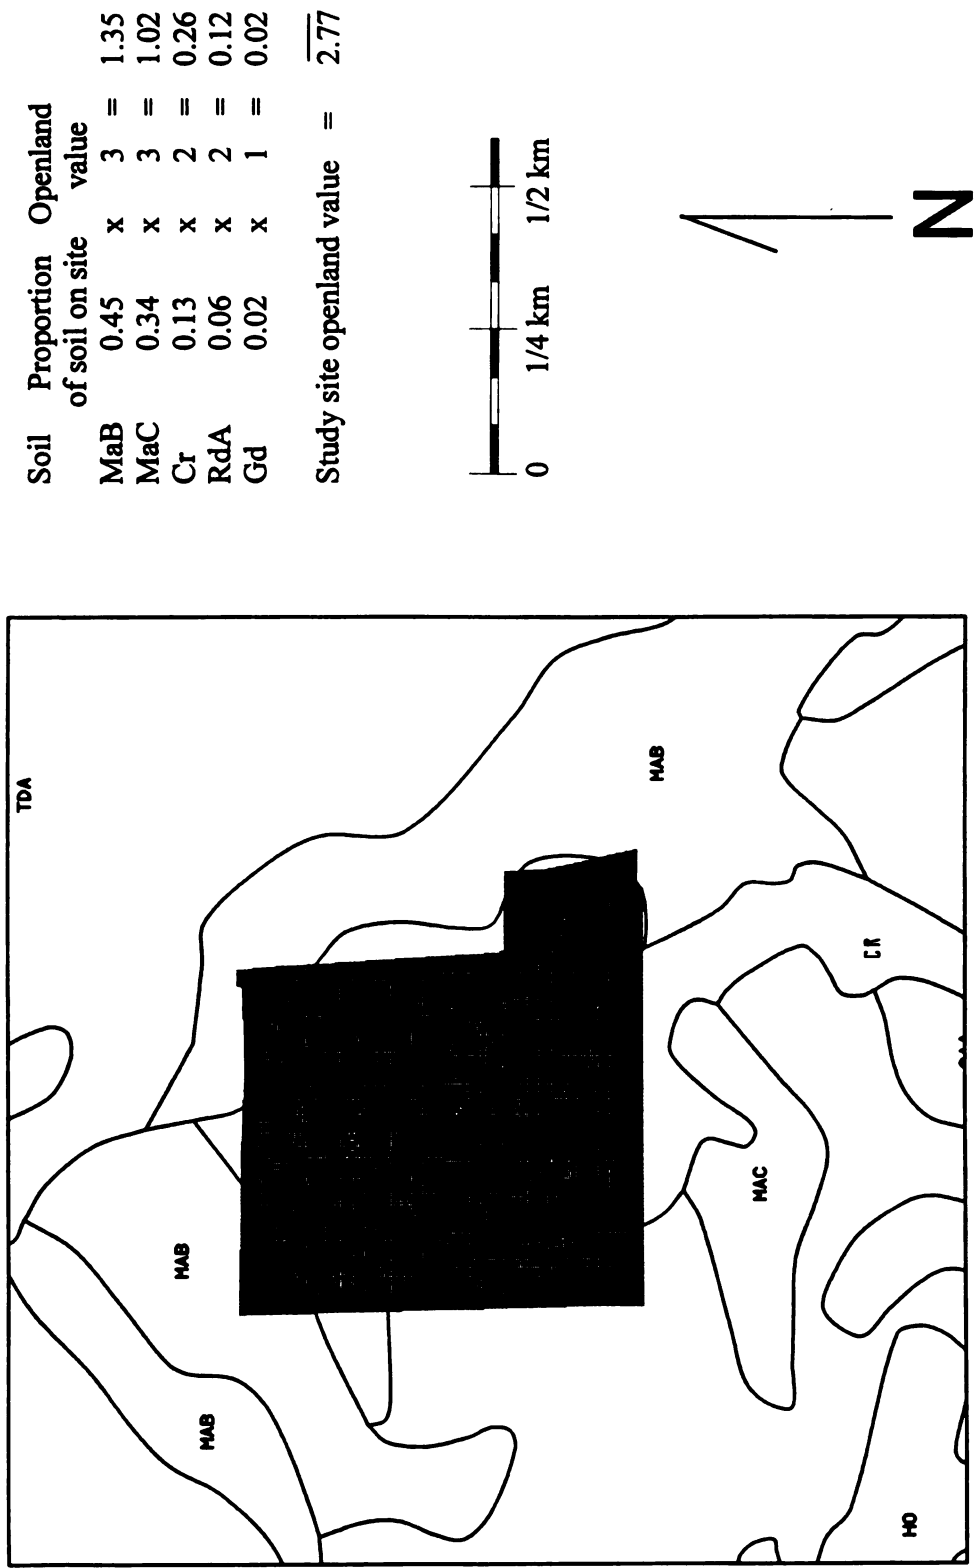 Soil Proportion Openland
of soil on site value
MaB 0.45 x 3 = 1.35
MaC 0.34 x 3 = 1.02
Cr 0.13 x 2 = 0.26
RdA 0.06 x 2 = 0.12
Gd 0.02 x 1 = 0.02
Study site openland value = 2.77
0 1/4 km 1/2 km
N
TDA
MAB
MAB
MAB
MAC
CR
HO